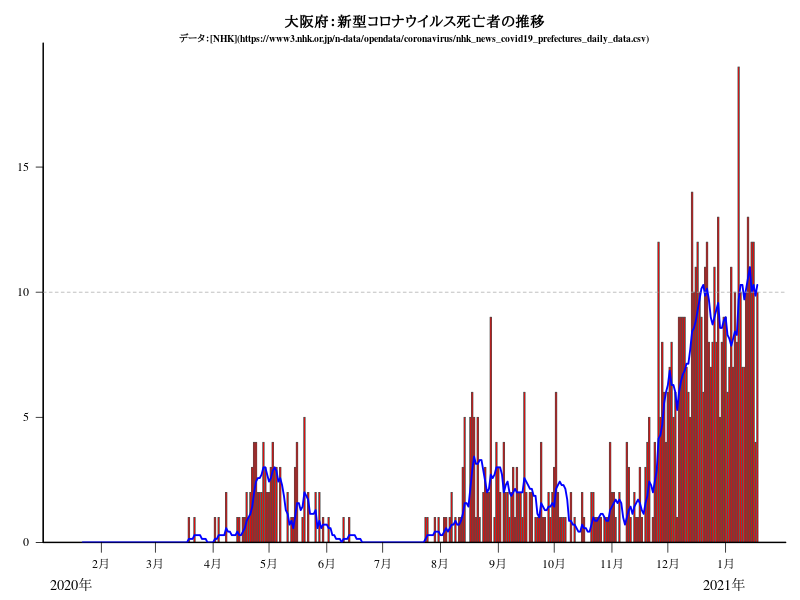 大阪府：新型コロナウイルス死亡者の推移
データ：[NHK](https://www3.nhk.or.jp/n-data/opendata/coronavirus/nhk_news_covid19_prefectures_daily_data.csv)
15
10
5
0
2月 3月 4月 5月 6月 7月 8月 9月 10月 11月 12月 1月
2020年 2021年